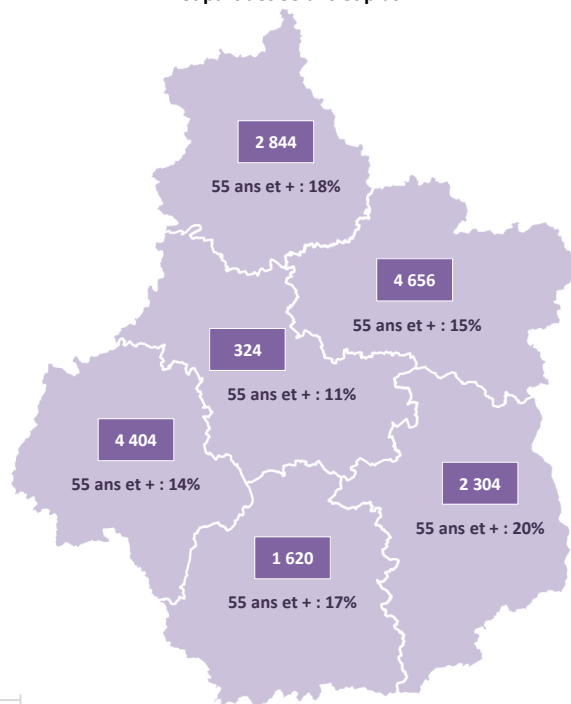 2 844
55 ans et + : 18%
4 656
55 ans et + : 15%
324
55 ans et + : 11%
4 404
55 ans et + : 14%
2 304
55 ans et + : 20%
1 620
55 ans et + : 17%